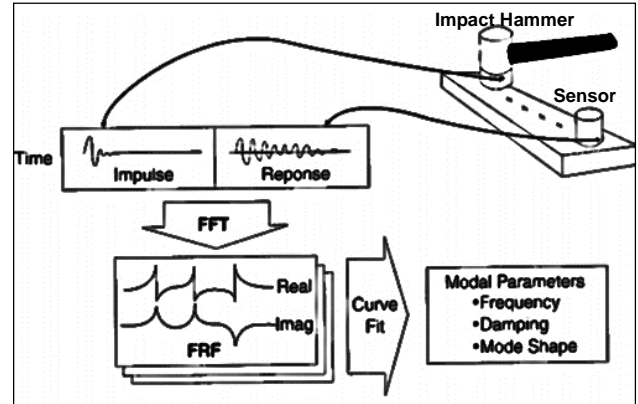 Impact Hammer
Sensor
Time
Impulse
Reponse
FFT
Real
Imag
FRF
Curve
Fit
Modal Parameters
•Frequency
•Damping
•Mode Shape